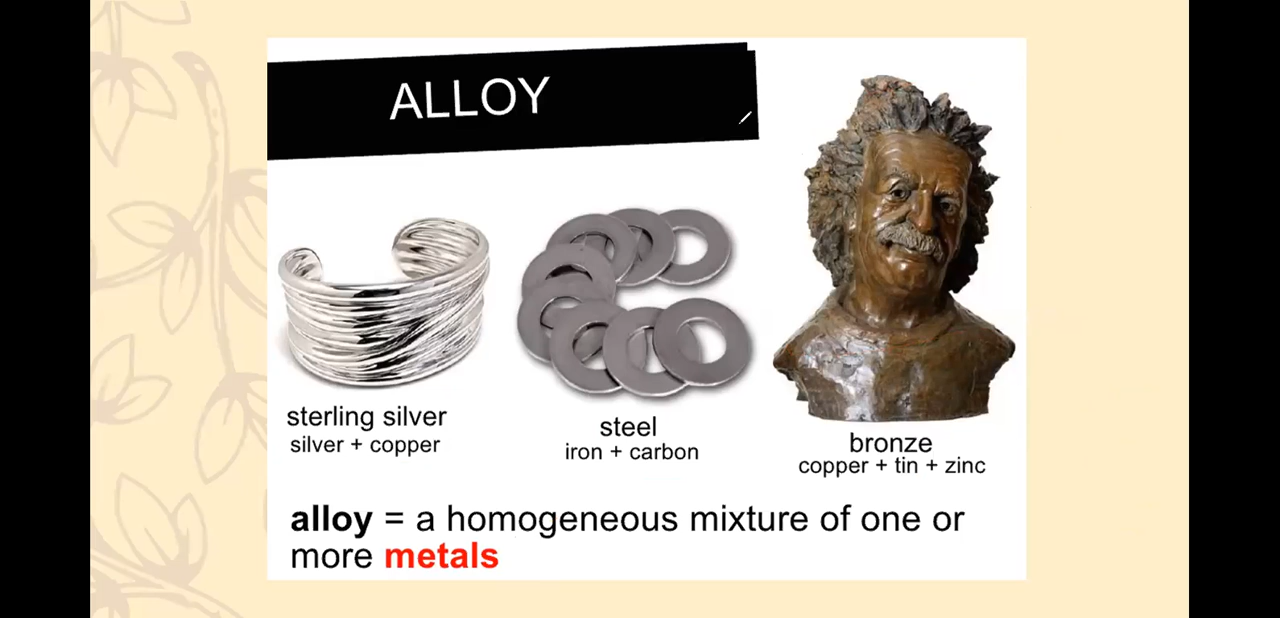 ALLOY
sterling silver
silver + copper
steel
iron + carbon
bronze
copper + tin + zinc
alloy = a homogeneous mixture of one or
more metals